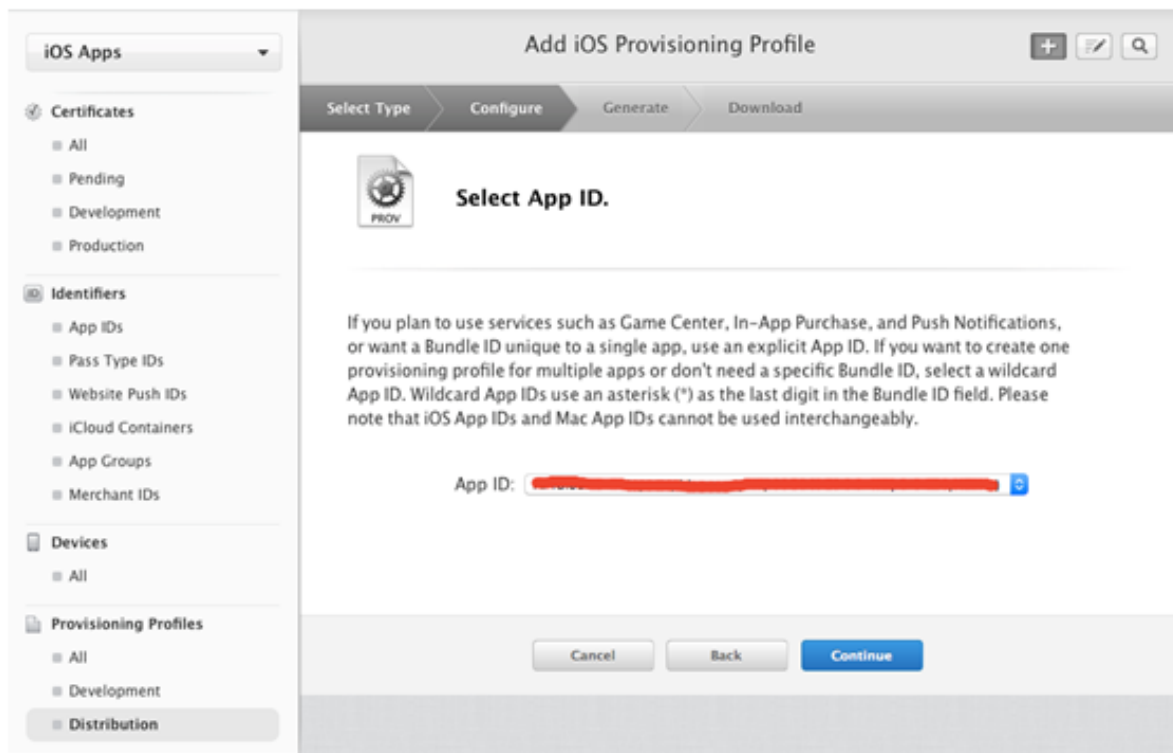 iOS Apps
Certificates
All
Pending
Development
Production
Identifiers
App IDs
Pass Type IDs
Website Push IDs
iCloud Containers
App Groups
Merchant IDs
Devices
All
Provisioning Profiles
All
Development
Distribution
Add iOS Provisioning Profile
Select Type
Configure
Generate
Download
PROV
Select App ID.
If you plan to use services such as Game Center, In-App Purchase, and Push Notifications,
or want a Bundle ID unique to a single app, use an explicit App ID. If you want to create one
provisioning profile for multiple apps or don't need a specific Bundle ID, select a wildcard
App ID. Wildcard App IDs use an asterisk (*) as the last digit in the Bundle ID field. Please
note that iOS App IDs and Mac App IDs cannot be used interchangeably.
App ID:
Cancel
Back
Continue